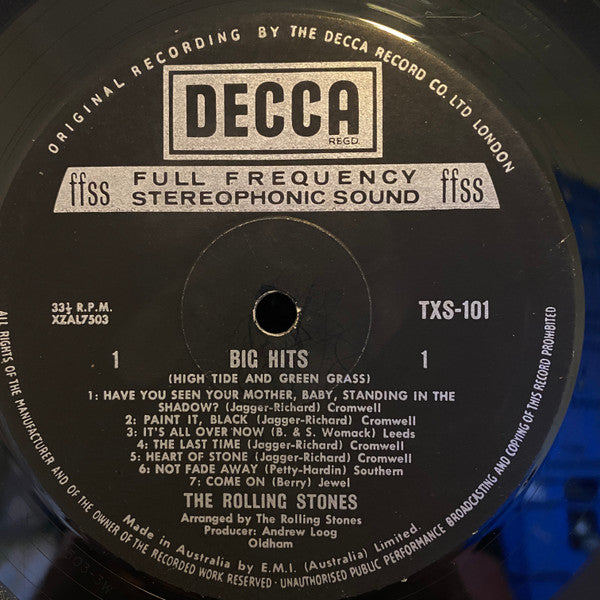 ORIGINAL RECORDING BY THE DECCA RECORD CO. LTD LONDON
DECCA
REGD.
ffss FULL FREQUENCY STEREOPHONIC SOUND ffss
33⅓ R.P.M.
XZAL7503
TXS-101
1 BIG HITS 1
(HIGH TIDE AND GREEN GRASS)
1: HAVE YOU SEEN YOUR MOTHER, BABY, STANDING IN THE
SHADOW? (Jagger-Richard) Cromwell
2: PAINT IT, BLACK (Jagger-Richard) Cromwell
3: IT'S ALL OVER NOW (B. & S. Womack) Leeds
4: THE LAST TIME (Jagger-Richard) Cromwell
5: HEART OF STONE (Jagger-Richard) Cromwell
6: NOT FADE AWAY (Petty-Hardin) Southern
7: COME ON (Berry) Jewel
THE ROLLING STONES
Arranged by The Rolling Stones
Producer: Andrew Loog
Oldham
Made in Australia by E.M.I. (Australia) Limited.
ALL RIGHTS OF THE MANUFACTURER AND OF THE OWNER OF THE RECORDED WORK RESERVED · UNAUTHORISED PUBLIC PERFORMANCE BROADCASTING AND COPYING OF THIS RECORD PROHIBITED